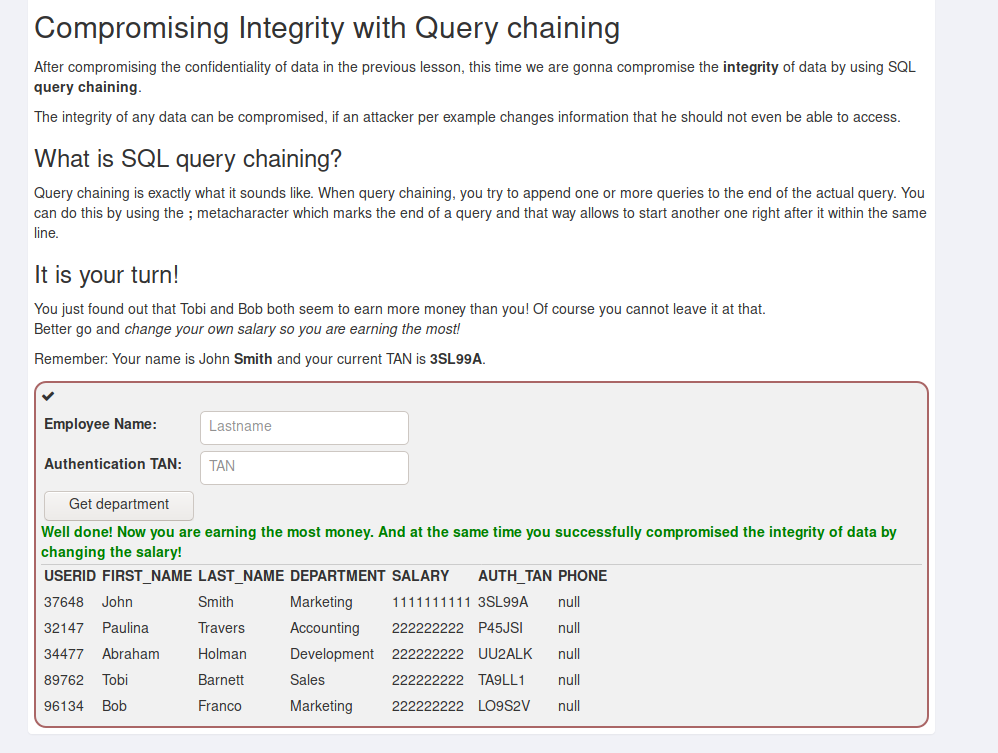 Compromising Integrity with Query chaining
After compromising the confidentiality of data in the previous lesson, this time we are gonna compromise the integrity of data by using SQL
query chaining.
The integrity of any data can be compromised, if an attacker per example changes information that he should not even be able to access.
What is SQL query chaining?
Query chaining is exactly what it sounds like. When query chaining, you try to append one or more queries to the end of the actual query. You
can do this by using the ; metacharacter which marks the end of a query and that way allows to start another one right after it within the same
line.
It is your turn!
You just found out that Tobi and Bob both seem to earn more money than you! Of course you cannot leave it at that.
Better go and change your own salary so you are earning the most!
Remember: Your name is John Smith and your current TAN is 3SL99A.
Employee Name: Lastname
Authentication TAN: TAN
Get department
Well done! Now you are earning the most money. And at the same time you successfully compromised the integrity of data by
changing the salary!
USERID FIRST_NAME LAST_NAME DEPARTMENT SALARY AUTH_TAN PHONE
37648 John Smith Marketing 1111111111 3SL99A null
32147 Paulina Travers Accounting 222222222 P45JSI null
34477 Abraham Holman Development 222222222 UU2ALK null
89762 Tobi Barnett Sales 222222222 TA9LL1 null
96134 Bob Franco Marketing 222222222 LO9S2V null